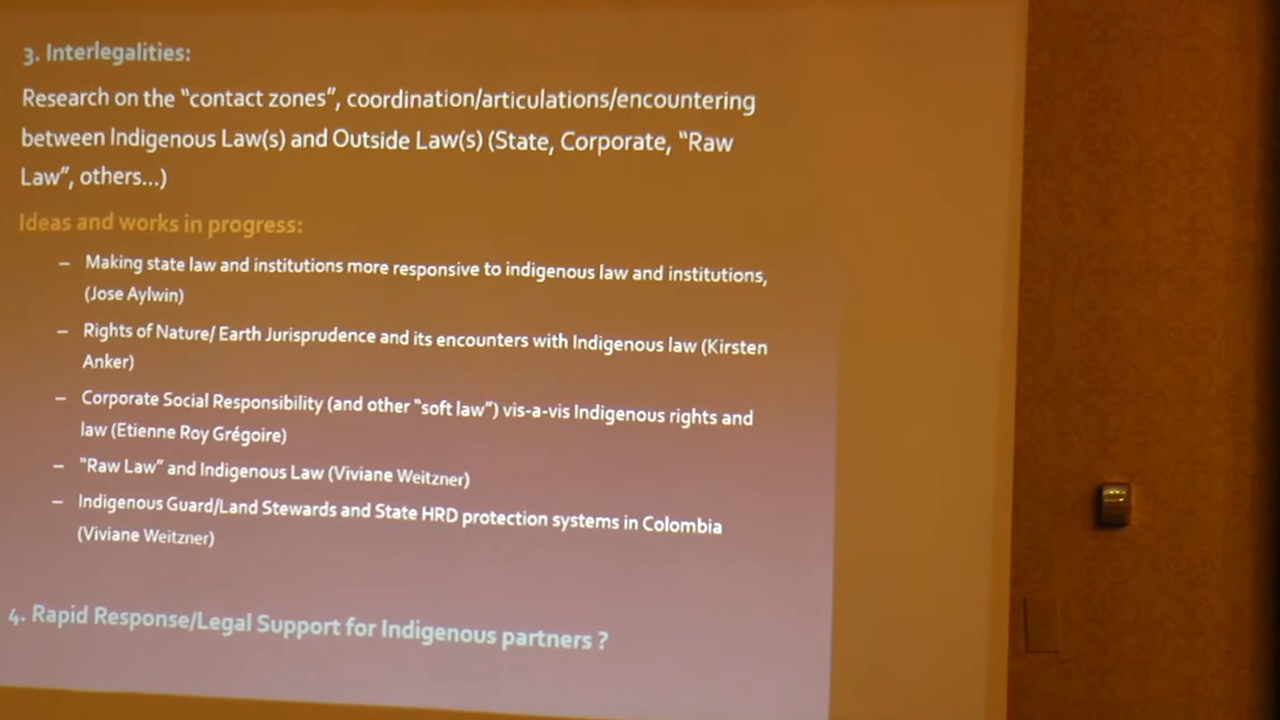 3. Interlegalities:
Research on the “contact zones”, coordination/articulations/encountering
between Indigenous Law(s) and Outside Law(s) (State, Corporate, “Raw
Law”, others...)
Ideas and works in progress:
– Making state law and institutions more responsive to indigenous law and institutions,
(Jose Aylwin)
– Rights of Nature/ Earth Jurisprudence and its encounters with Indigenous law (Kirsten
Anker)
– Corporate Social Responsibility (and other “soft law”) vis-a-vis Indigenous rights and
law (Etienne Roy Grégoire)
– “Raw Law” and Indigenous Law (Viviane Weitzner)
– Indigenous Guard/Land Stewards and State HRD protection systems in Colombia
(Viviane Weitzner)
4. Rapid Response/Legal Support for Indigenous partners ?